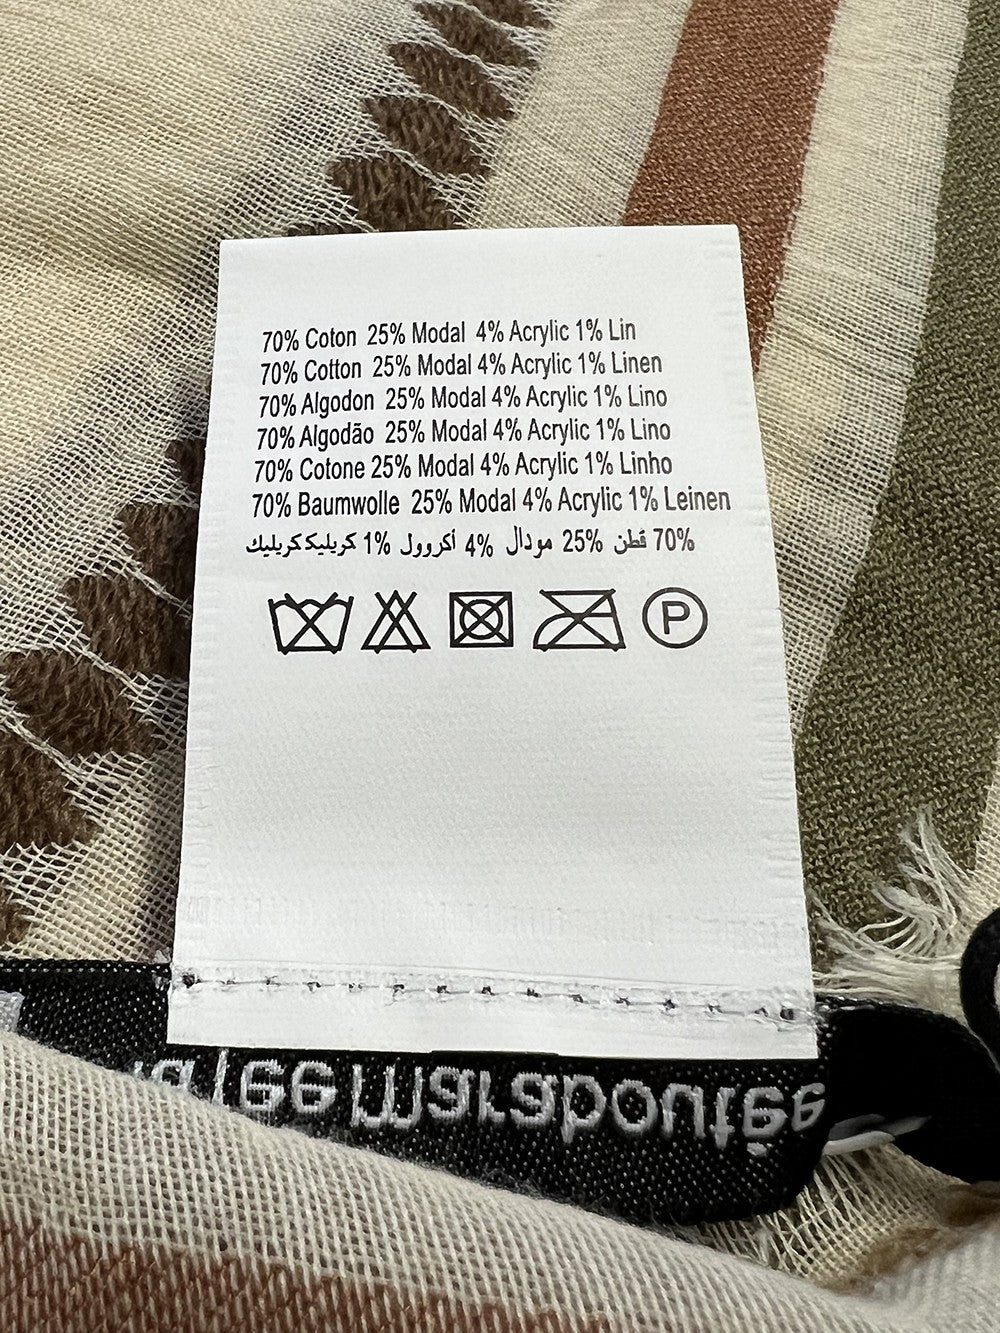 70% Coton 25% Modal 4% Acrylic 1% Lin
70% Cotton 25% Modal 4% Acrylic 1% Linen
70% Algodon 25% Modal 4% Acrylic 1% Lino
70% Algodão 25% Modal 4% Acrylic 1% Lino
70% Cotone 25% Modal 4% Acrylic 1% Linho
70% Baumwolle 25% Modal 4% Acrylic 1% Leinen
70% قطن 25% مودال 4% أكروول 1% كريليككريليك
P